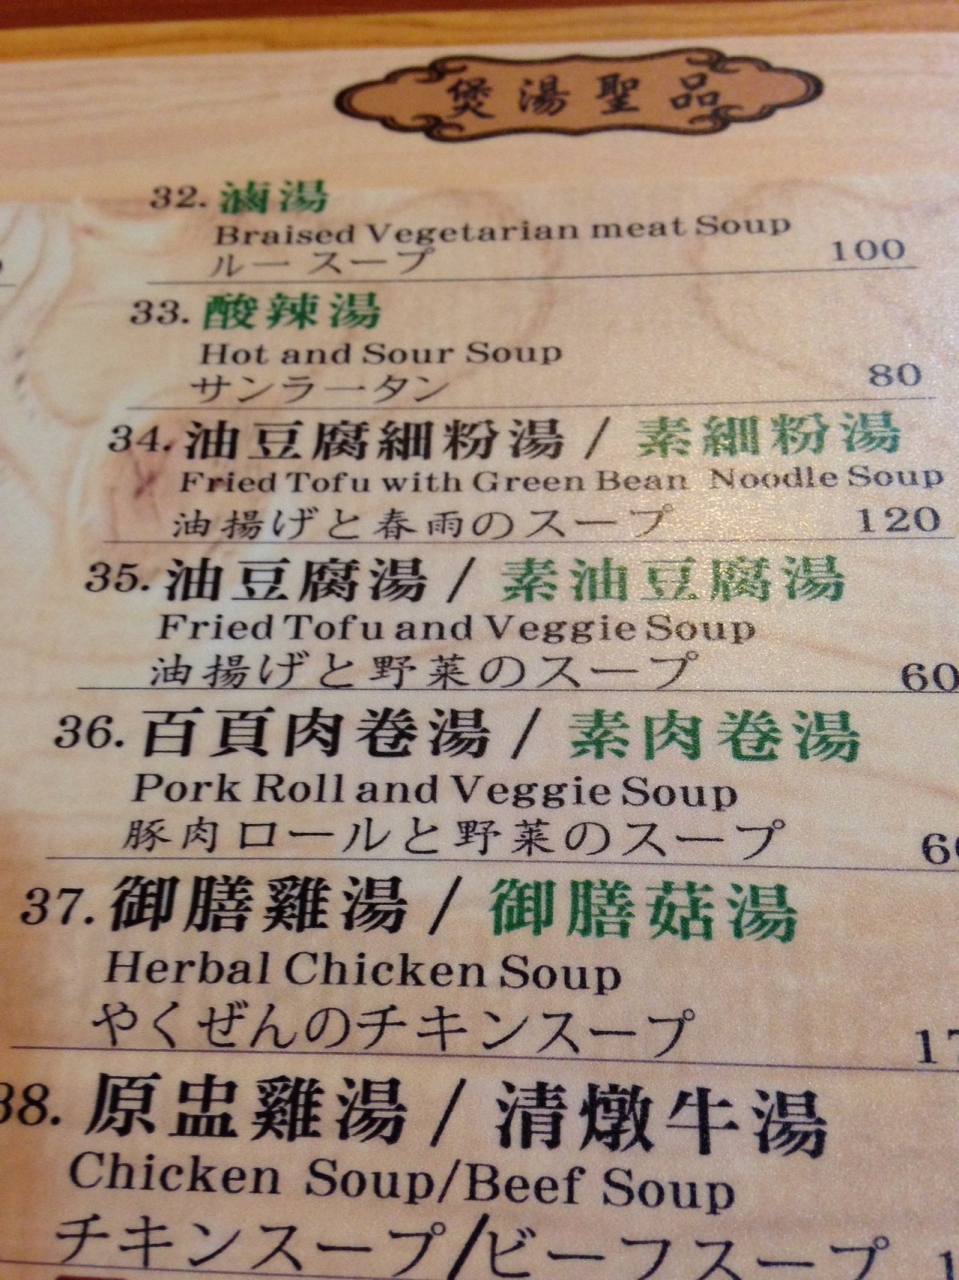 煲湯聖品
32. 滷湯
Braised Vegetarian meat Soup
ルー スープ 100
33. 酸辣湯
Hot and Sour Soup
サンラータン 80
34. 油豆腐細粉湯 / 素細粉湯
Fried Tofu with Green Bean Noodle Soup
油揚げと春雨のスープ 120
35. 油豆腐湯 / 素油豆腐湯
Fried Tofu and Veggie Soup
油揚げと野菜のスープ 60
36. 百頁肉卷湯 / 素肉卷湯
Pork Roll and Veggie Soup
豚肉ロールと野菜のスープ
37. 御膳雞湯 / 御膳菇湯
Herbal Chicken Soup
やくぜんのチキンスープ
38. 原盅雞湯 / 清燉牛湯
Chicken Soup/Beef Soup
チキンスープ/ビーフスープ